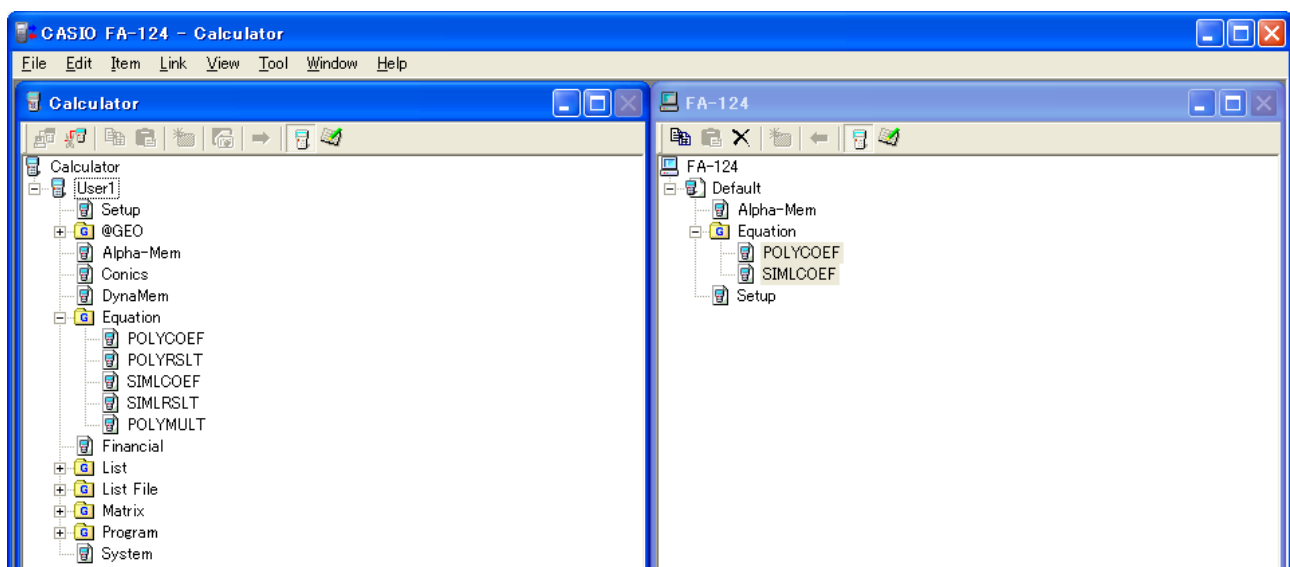 CASIO FA-124 - Calculator
File Edit Item Link View Tool Window Help
Calculator
Calculator
User1
Setup
@GEO
Alpha-Mem
Conics
DynaMem
Equation
POLYCOEF
POLYRSLT
SIMLCOEF
SIMLRSLT
POLYMULT
Financial
List
List File
Matrix
Program
System
FA-124
FA-124
Default
Alpha-Mem
Equation
POLYCOEF
SIMLCOEF
Setup